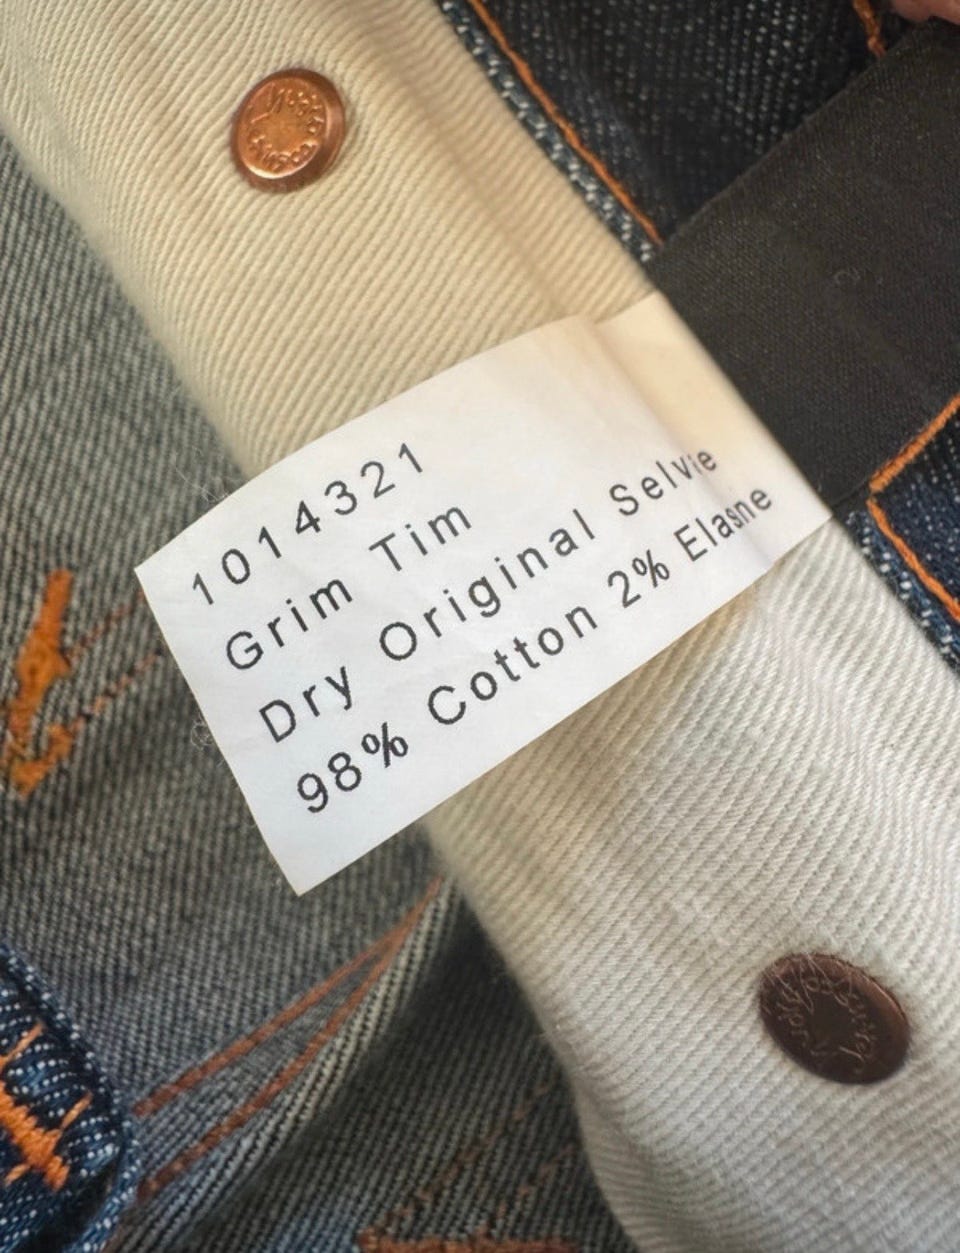 1014321
Grim Tim
Dry Original Selvie
98% Cotton 2% Elasne